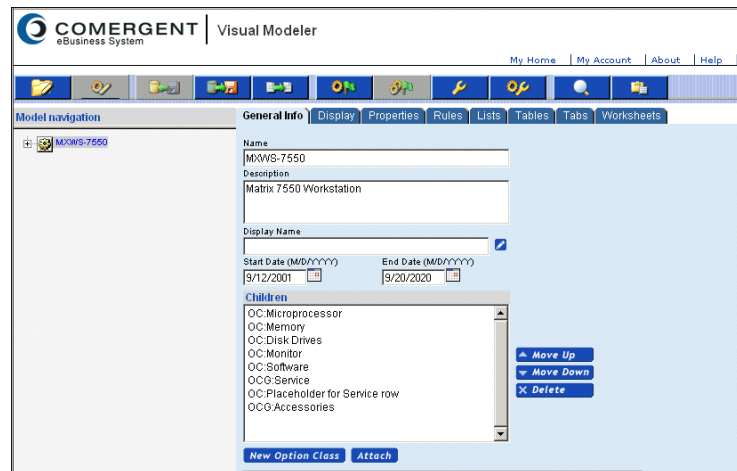 COMERGENT
eBusiness System
Visual Modeler
My Home | My Account | About | Help
Model navigation
General Info Display Properties Rules Lists Tables Tabs Worksheets
MXWS-7550
Name
MXWS-7550
Description
Matrix 7550 Workstation
Display Name
Start Date (M/D/YYYY) End Date (M/D/YYYY)
9/12/2001 9/20/2020
Children
OC:Microprocessor
OC:Memory
OC:Disk Drives
OC:Monitor
OC:Software
OCG:Service
OC:Placeholder for Service row
OCG:Accessories
Move Up
Move Down
Delete
New Option Class Attach